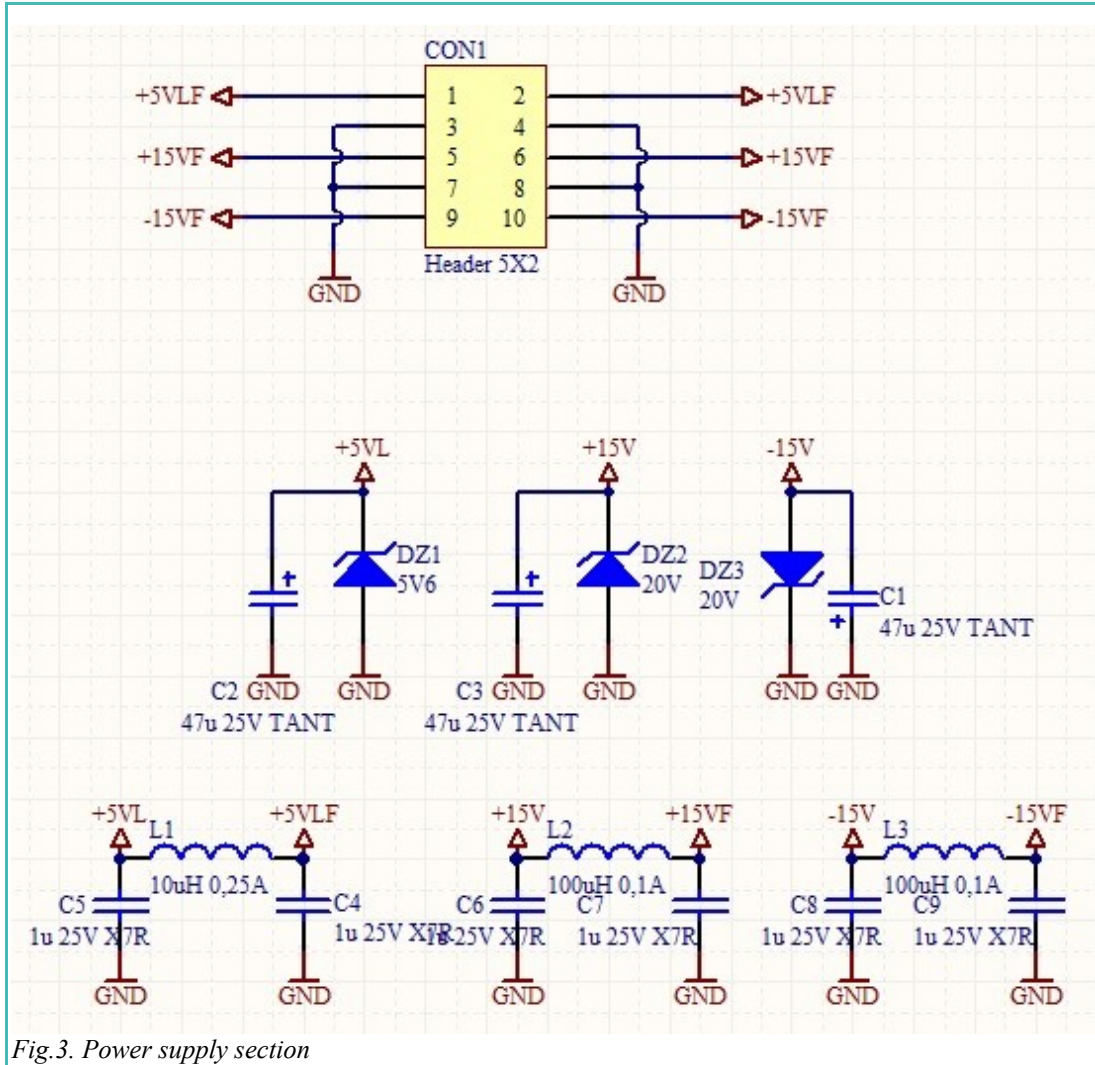 CON1
+5VLF 1 2 +5VLF
3 4
+15VF 5 6 +15VF
7 8
-15VF 9 10 -15VF
Header 5X2
GND GND
+5VL +15V -15V
DZ1 DZ2 DZ3
5V6 20V 20V
C1
47u 25V TANT
C2 GND GND C3 GND GND GND GND
47u 25V TANT 47u 25V TANT
+5VL +5VLF +15V +15VF -15V -15VF
L1 L2 L3
10uH 0,25A 100uH 0,1A 100uH 0,1A
C5 C4 C6 C7 C8 C9
1u 25V X7R 1u 25V X7R 1u 25V X7R 1u 25V X7R 1u 25V X7R 1u 25V X7R
GND GND GND GND GND GND
Fig.3. Power supply section